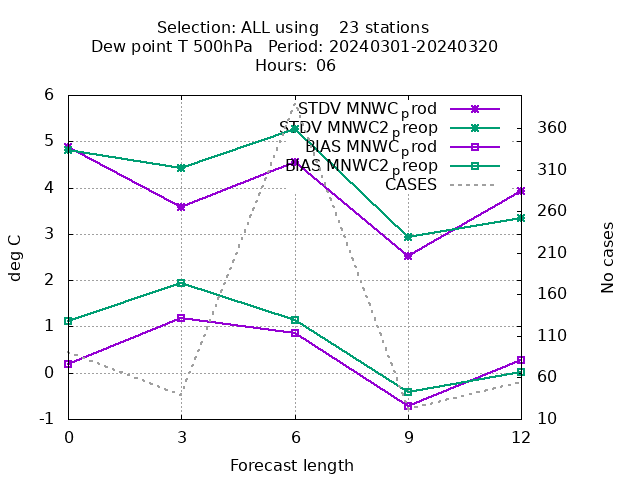 Selection: ALL using 23 stations
Dew point T 500hPa Period: 20240301-20240320
Hours: 06
6
5
4
3
2
1
0
-1
deg C
STDV MNWC_prod
STDV MNWC2_preop
BIAS MNWC_prod
BIAS MNWC2_preop
CASES
360
310
260
210
160
110
60
10
No cases
0 3 6 9 12
Forecast length